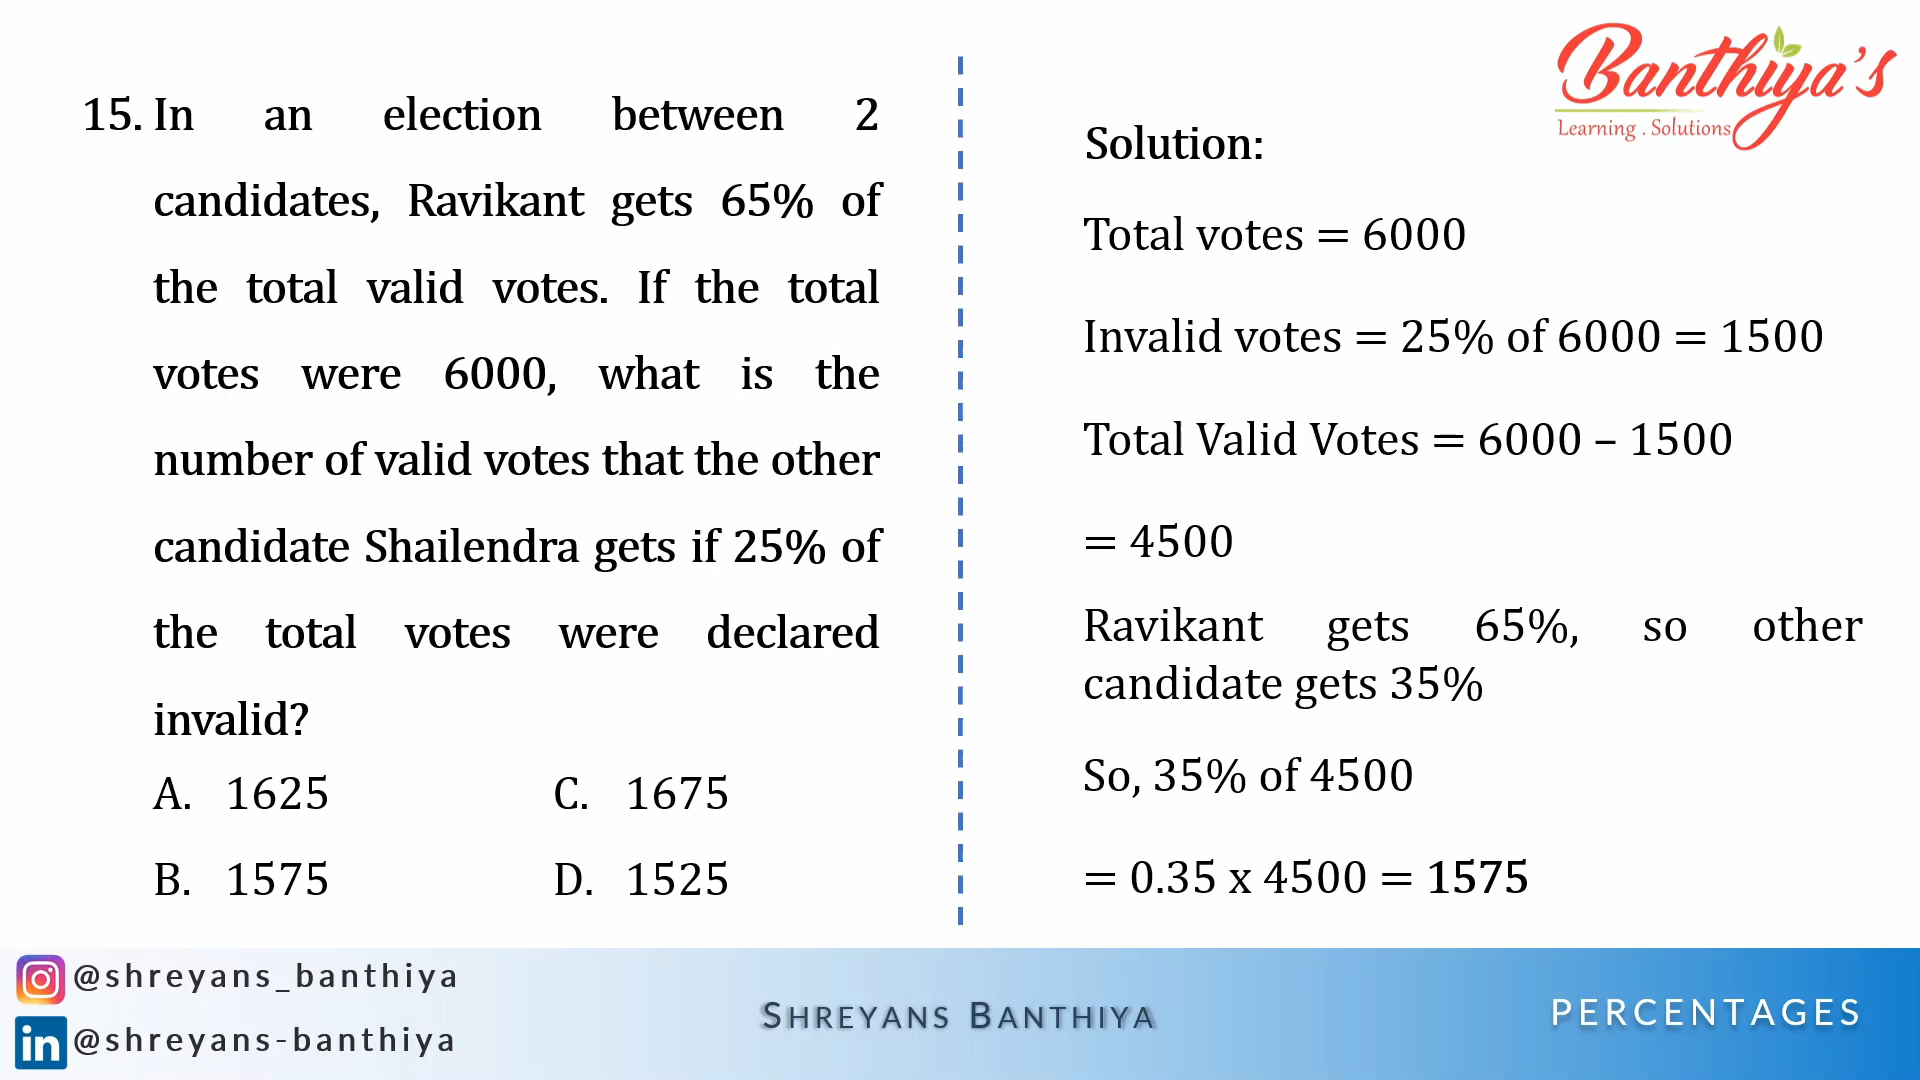 15. In an election between 2
candidates, Ravikant gets 65% of
the total valid votes. If the total
votes were 6000, what is the
number of valid votes that the other
candidate Shailendra gets if 25% of
the total votes were declared
invalid?
A. 1625 C. 1675
B. 1575 D. 1525
Banthiya's
Learning . Solutions
Solution:
Total votes = 6000
Invalid votes = 25% of 6000 = 1500
Total Valid Votes = 6000 – 1500
= 4500
Ravikant gets 65%, so other
candidate gets 35%
So, 35% of 4500
= 0.35 x 4500 = 1575
@shreyans_banthiya
in @shreyans-banthiya
SHREYANS BANTHIYA
PERCENTAGES